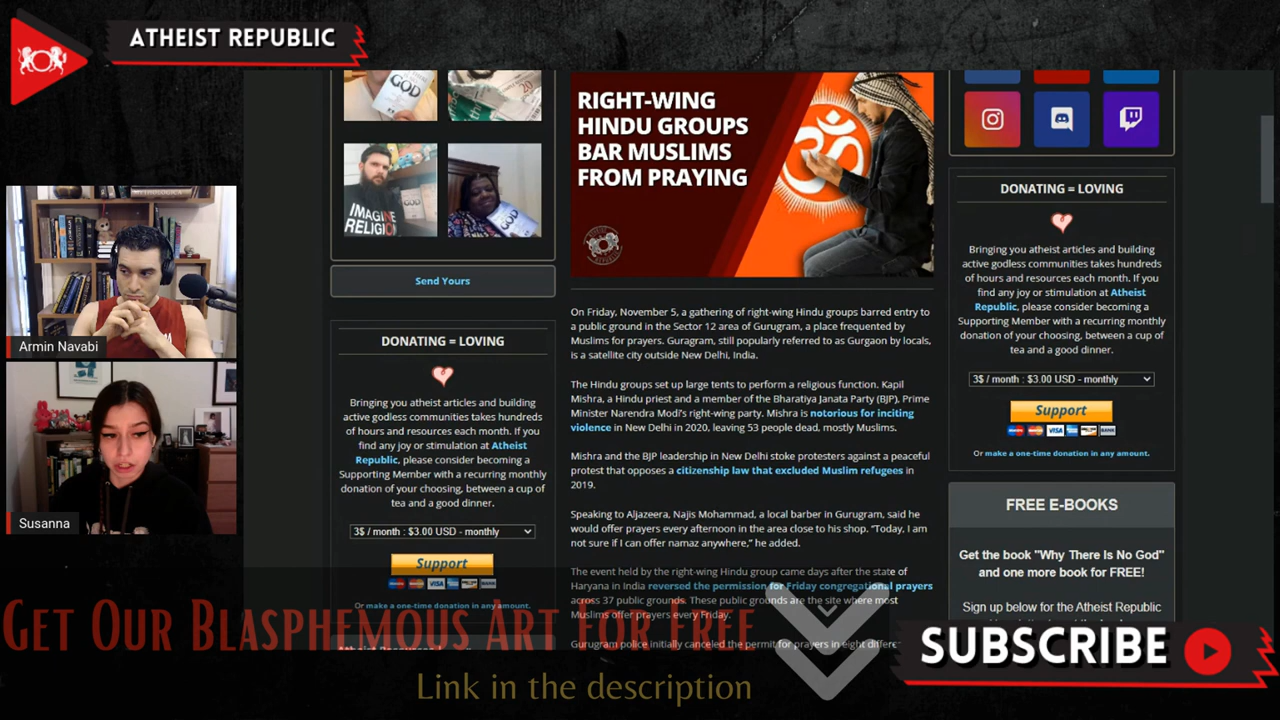 ATHEIST REPUBLIC
GOD
IMAGINE
RELIGION
GOD
Send Yours
DONATING = LOVING
Bringing you atheist articles and building
active godless communities takes hundreds
of hours and resources each month. If you
find any joy or stimulation at Atheist
Republic, please consider becoming a
Supporting Member with a recurring monthly
donation of your choosing, between a cup of
tea and a good dinner.
3$ / month : $3.00 USD - monthly
Support
VISA
BANK
Or make a one-time donation in any amount.
RIGHT-WING
HINDU GROUPS
BAR MUSLIMS
FROM PRAYING
On Friday, November 5, a gathering of right-wing Hindu groups barred entry to
a public ground in the Sector 12 area of Gurugram, a place frequented by
Muslims for prayers. Guragram, still popularly referred to as Gurgaon by locals,
is a satellite city outside New Delhi, India.
The Hindu groups set up large tents to perform a religious function. Kapil
Mishra, a Hindu priest and a member of the Bharatiya Janata Party (BJP), Prime
Minister Narendra Modi's right-wing party. Mishra is notorious for inciting
violence in New Delhi in 2020, leaving 53 people dead, mostly Muslims.
Mishra and the BJP leadership in New Delhi stoke protesters against a peaceful
protest that opposes a citizenship law that excluded Muslim refugees in
2019.
Speaking to Aljazeera, Najis Mohammad, a local barber in Gurugram, said he
would offer prayers every afternoon in the area close to his shop. "Today, I am
not sure if I can offer namaz anywhere," he added.
The event held by the right-wing Hindu group came days after the state of
Haryana in India reversed the permission for Friday congregational prayers
across 37 public grounds. These public grounds are the site where most
Muslims offer prayers every Friday.
Gurugram police initially canceled the permit for prayers in eight
DONATING = LOVING
Bringing you atheist articles and building
active godless communities takes hundreds
of hours and resources each month. If you
find any joy or stimulation at Atheist
Republic, please consider becoming a
Supporting Member with a recurring monthly
donation of your choosing, between a cup of
tea and a good dinner.
3$ / month : $3.00 USD - monthly
Support
VISA
BANK
Or make a one-time donation in any amount.
FREE E-BOOKS
Get the book "Why There Is No God"
and one more book for FREE!
Sign up below for the Atheist Republic
Armin Navabi
Susanna
Get Our Blasphemous Art For Free
Link in the description
SUBSCRIBE